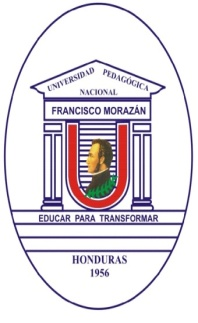 UNIVERSIDAD PEDAGÓGICA
NACIONAL
FRANCISCO MORAZÁN
U
EDUCAR PARA TRANSFORMAR
HONDURAS
1956